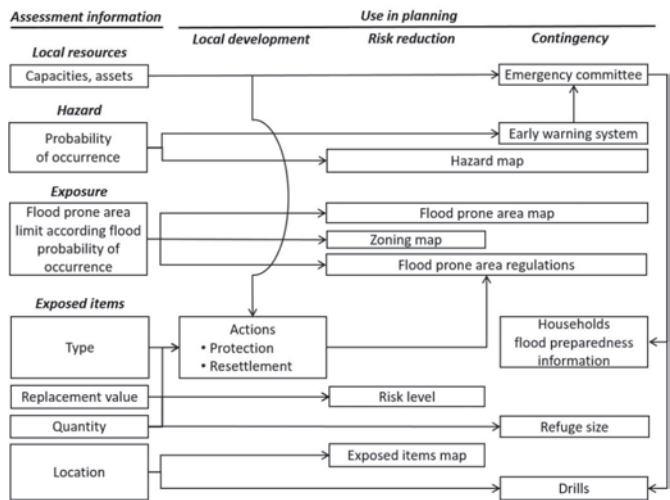 Assessment information
Use in planning
Local development
Risk reduction
Contingency
Local resources
Capacities, assets
Emergency committee
Hazard
Probability
of occurrence
Early warning system
Hazard map
Exposure
Flood prone area
limit according flood
probability of
occurrence
Flood prone area map
Zoning map
Flood prone area regulations
Exposed items
Type
Actions
• Protection
• Resettlement
Households
flood preparedness
information
Replacement value
Risk level
Quantity
Refuge size
Location
Exposed items map
Drills